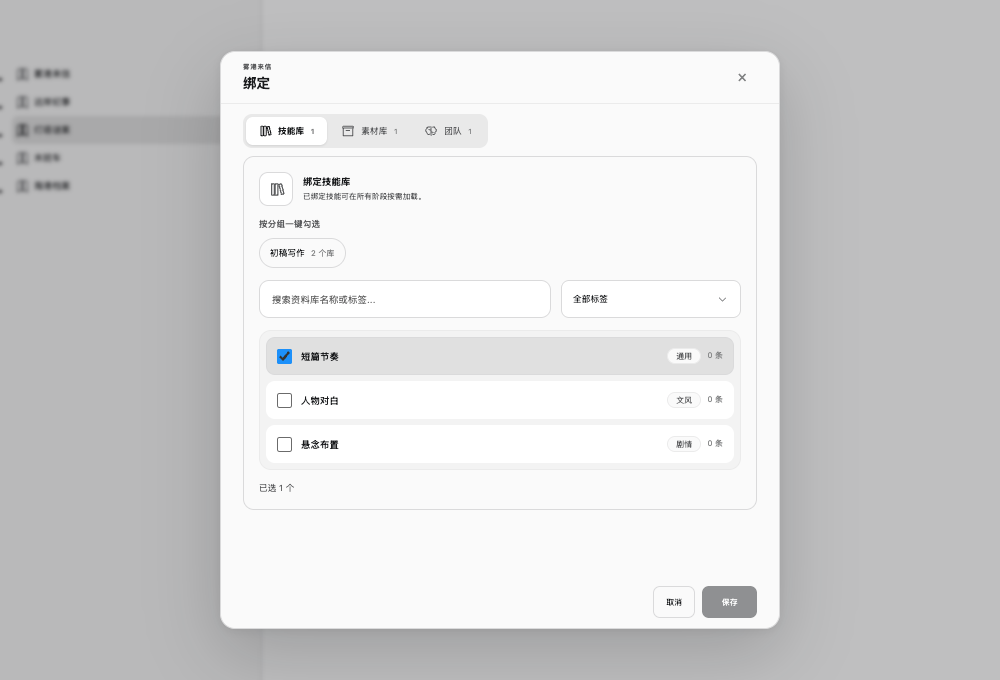 雾港来信
绑定
技能库 1
素材库 1
团队 1
绑定技能库
已绑定技能可在所有阶段按需加载。
按分组一键勾选
初稿写作 2 个库
搜索资料库名称或标签...
全部标签
短篇节奏 通用 0 条
人物对白 文风 0 条
悬念布置 剧情 0 条
已选 1 个
取消
保存